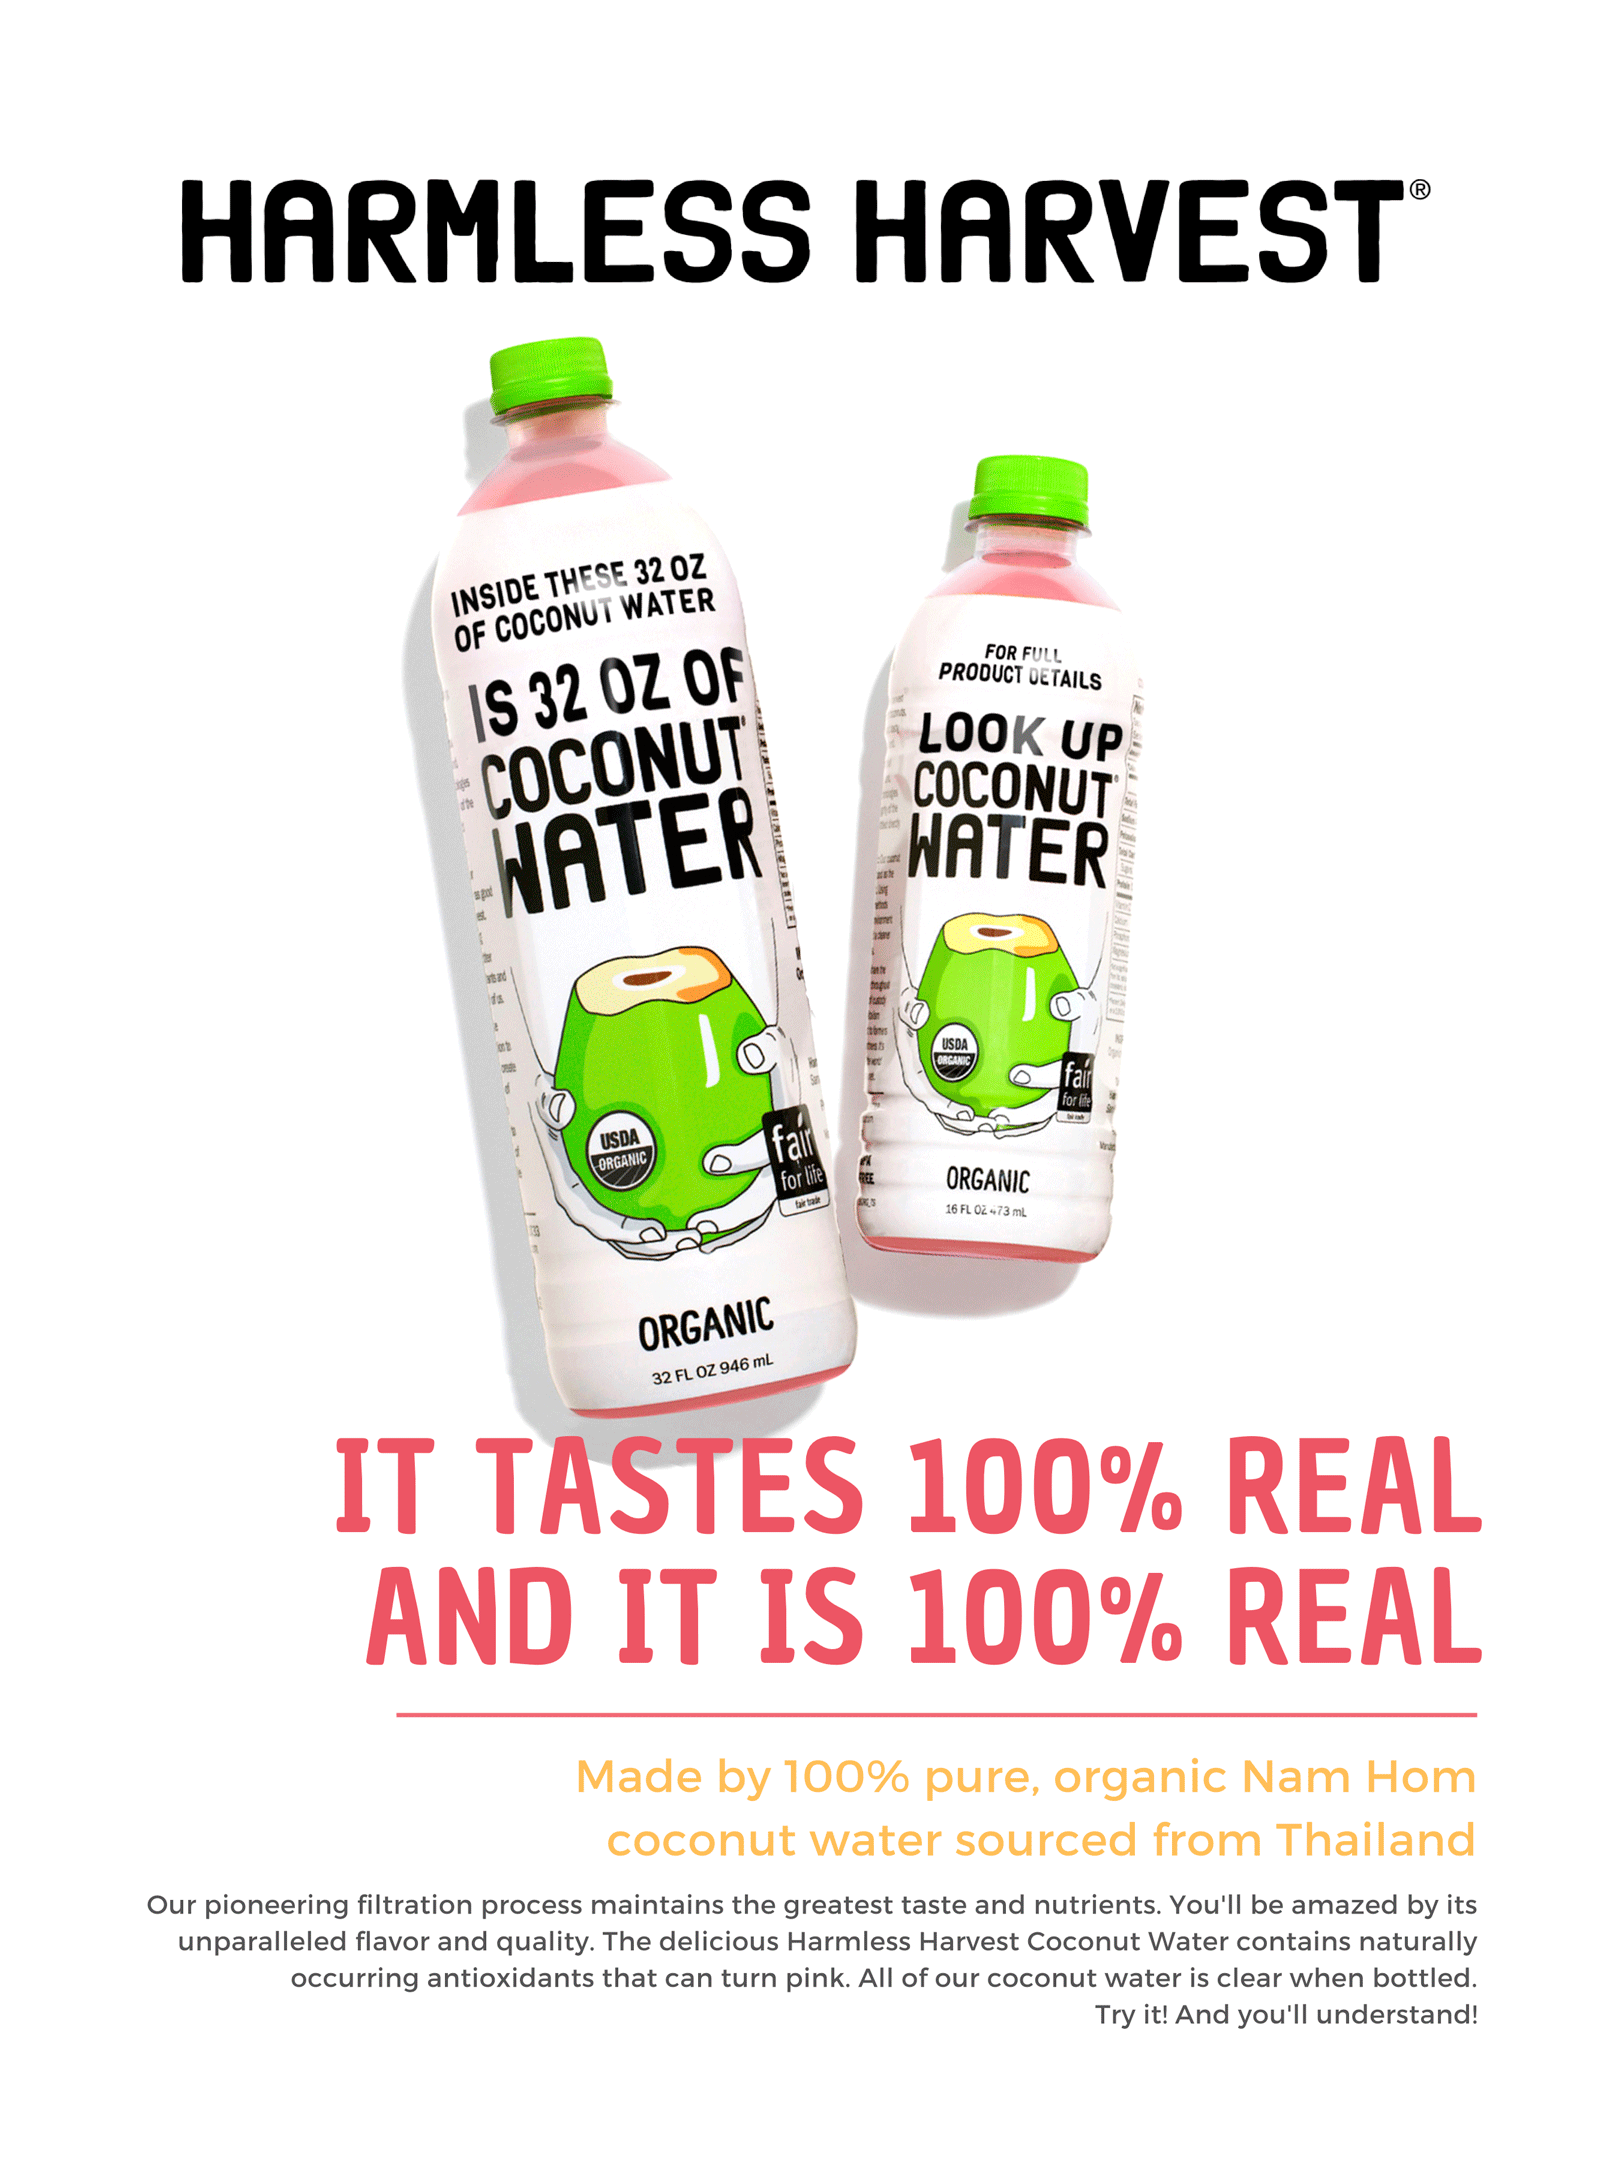 HARMLESS HARVEST®
INSIDE THESE 32 OZ
OF COCONUT WATER
IS 32 OZ OF
COCONUT®
WATER
USDA
ORGANIC
fair
for life
fair trade
ORGANIC
32 FL OZ 946 mL
FOR FULL
PRODUCT DETAILS
LOOK UP
COCONUT®
WATER
USDA
ORGANIC
fair
for life
fair trade
ORGANIC
16 FL OZ 473 mL
IT TASTES 100% REAL
AND IT IS 100% REAL
Made by 100% pure, organic Nam Hom
coconut water sourced from Thailand
Our pioneering filtration process maintains the greatest taste and nutrients. You'll be amazed by its
unparalleled flavor and quality. The delicious Harmless Harvest Coconut Water contains naturally
occurring antioxidants that can turn pink. All of our coconut water is clear when bottled.
Try it! And you'll understand!